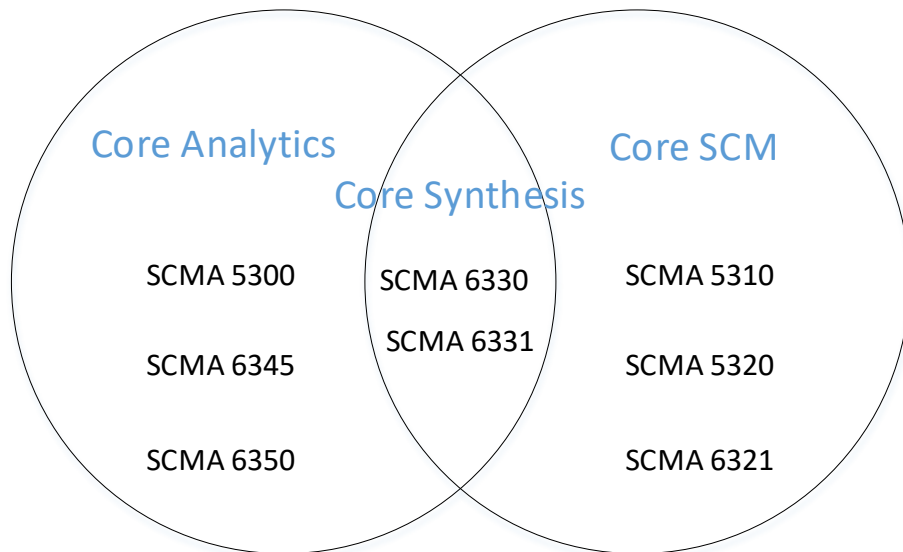 Core Analytics
Core SCM
Core Synthesis
SCMA 5300
SCMA 6330
SCMA 5310
SCMA 6331
SCMA 6345
SCMA 5320
SCMA 6350
SCMA 6321